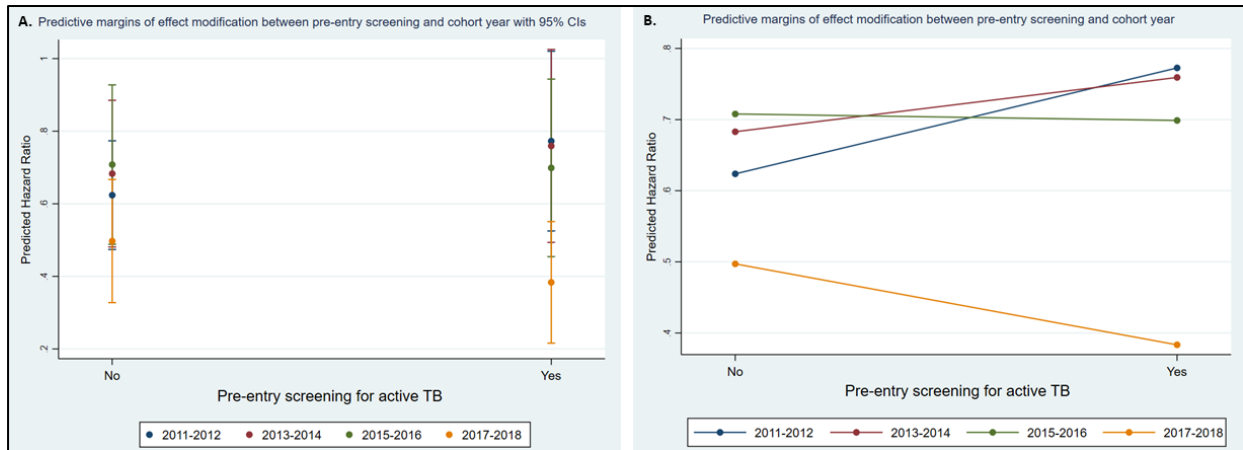 A. Predictive margins of effect modification between pre-entry screening and cohort year with 95% CIs
Predicted Hazard Ratio
1
.8
.6
.4
.2
No
Yes
Pre-entry screening for active TB
2011-2012
2013-2014
2015-2016
2017-2018
B. Predictive margins of effect modification between pre-entry screening and cohort year
Predicted Hazard Ratio
.8
.7
.6
.5
.4
No
Yes
Pre-entry screening for active TB
2011-2012
2013-2014
2015-2016
2017-2018